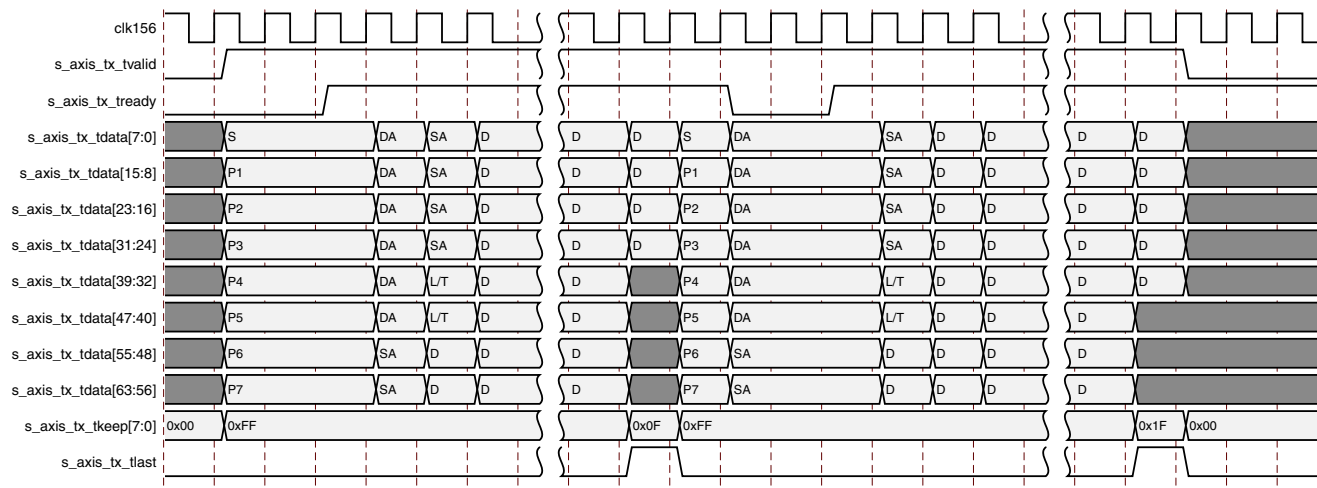 clk156
s_axis_tx_tvalid
s_axis_tx_tready
s_axis_tx_tdata[7:0] S DA SA D D D S DA SA D D D D
s_axis_tx_tdata[15:8] P1 DA SA D D D P1 DA SA D D D D
s_axis_tx_tdata[23:16] P2 DA SA D D D P2 DA SA D D D D
s_axis_tx_tdata[31:24] P3 DA SA D D D P3 DA SA D D D D
s_axis_tx_tdata[39:32] P4 DA L/T D D P4 DA L/T D D D D
s_axis_tx_tdata[47:40] P5 DA L/T D D P5 DA L/T D D D
s_axis_tx_tdata[55:48] P6 SA D D D P6 SA D D D D
s_axis_tx_tdata[63:56] P7 SA D D D P7 SA D D D D
s_axis_tx_tkeep[7:0] 0x00 0xFF 0x0F 0xFF 0x1F 0x00
s_axis_tx_tlast